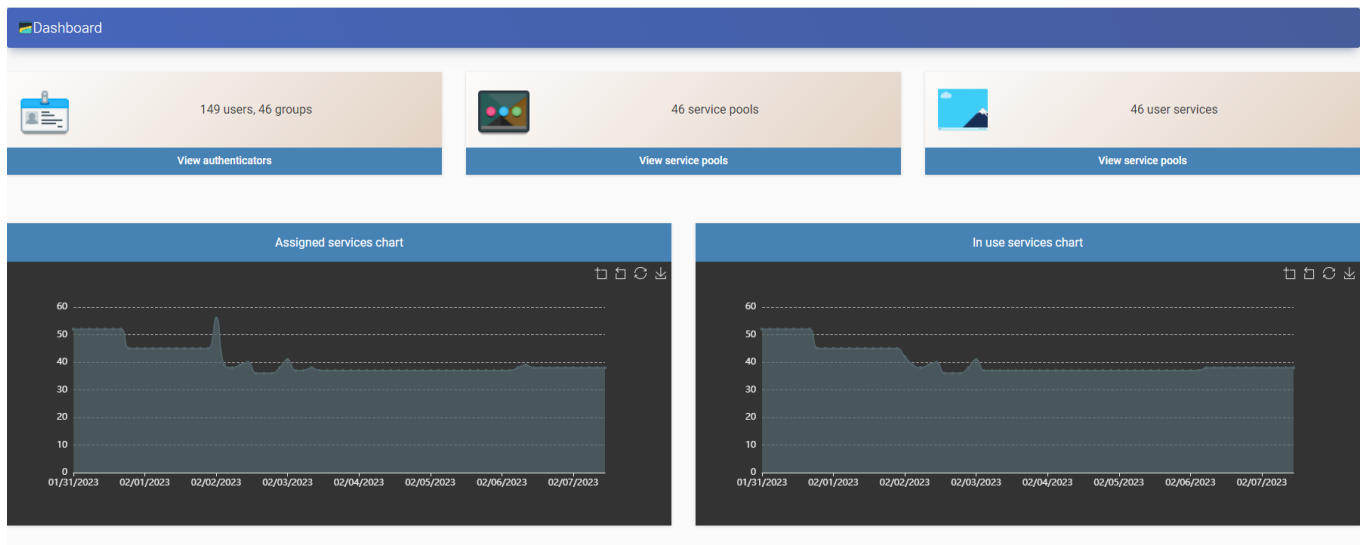 Dashboard
149 users, 46 groups
View authenticators
46 service pools
View service pools
46 user services
View service pools
Assigned services chart
60
50
40
30
20
10
0
01/31/2023 02/01/2023 02/02/2023 02/03/2023 02/04/2023 02/05/2023 02/06/2023 02/07/2023
In use services chart
60
50
40
30
20
10
0
01/31/2023 02/01/2023 02/02/2023 02/03/2023 02/04/2023 02/05/2023 02/06/2023 02/07/2023